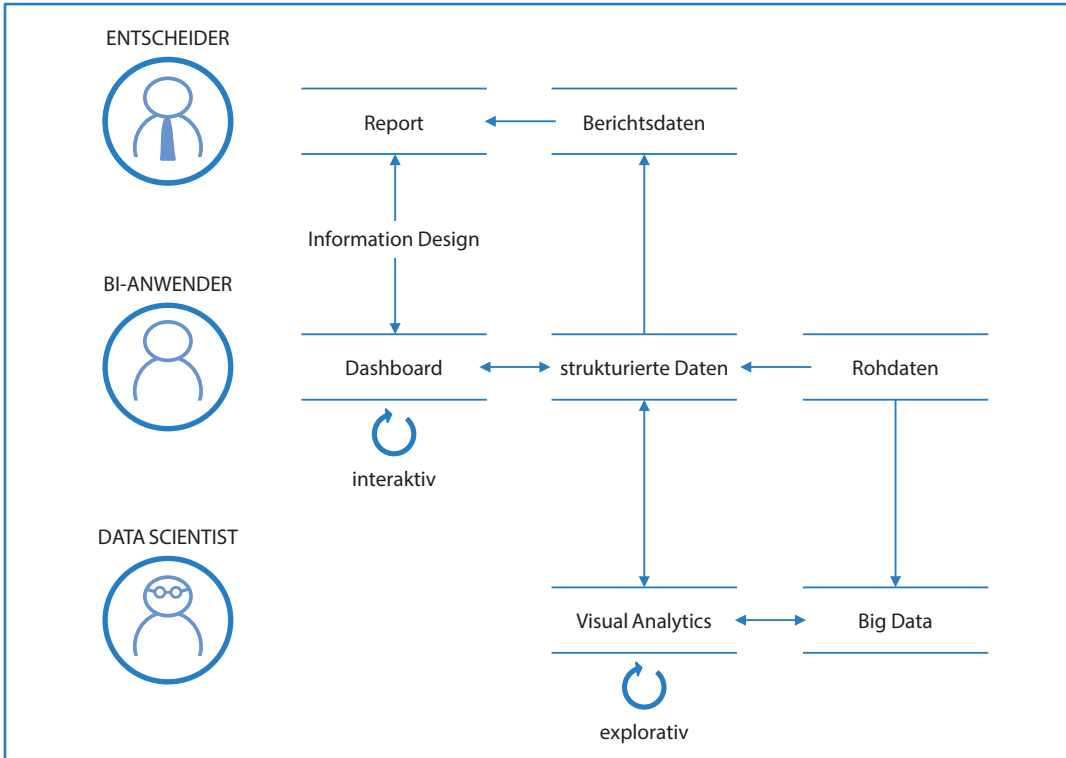 ENTSCHEIDER
Report
Berichtsdaten
Information Design
BI-ANWENDER
Dashboard
strukturierte Daten
Rohdaten
interaktiv
DATA SCIENTIST
Visual Analytics
Big Data
explorativ